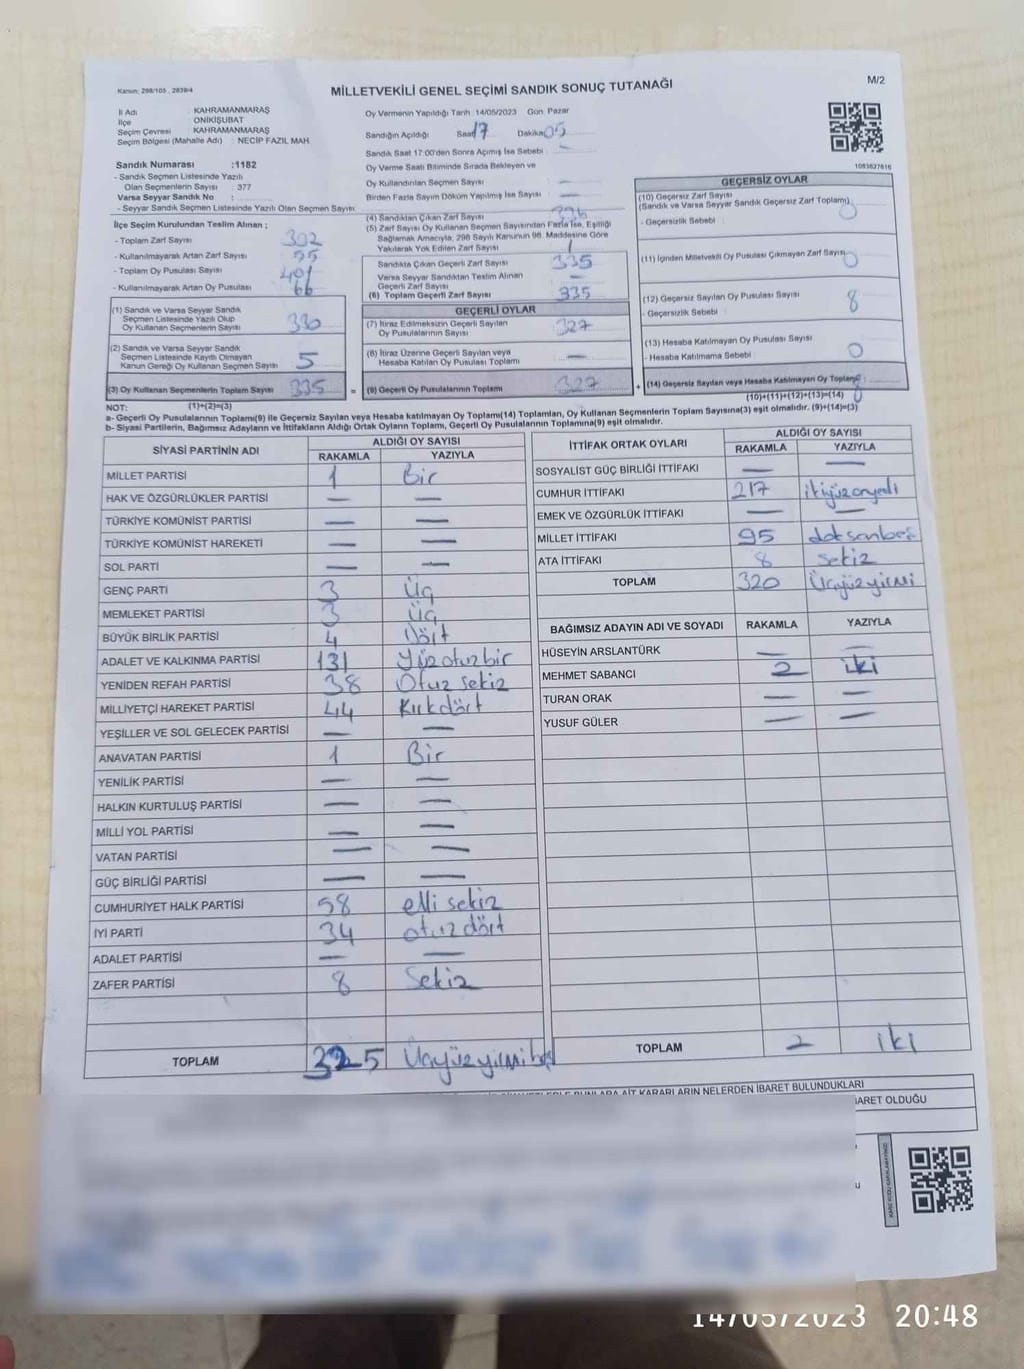 Kanun: 298/105 , 2839/4
MİLLETVEKİLİ GENEL SEÇİMİ SANDIK SONUÇ TUTANAĞI
M/2
İl Adı : KAHRAMANMARAŞ
İlçe : ONİKİŞUBAT
Seçim Çevresi : KAHRAMANMARAŞ
Seçim Bölgesi (Mahalle Adı) : NECİP FAZIL MAH
Sandık Numarası :1182
- Sandık Seçmen Listesinde Yazılı
Olan Seçmenlerin Sayısı : 377
Varsa Seyyar Sandık No :
- Seyyar Sandık Seçmen Listesinde Yazılı Olan Seçmen Sayısı:
İlçe Seçim Kurulundan Teslim Alınan ;
- Toplam Zarf Sayısı
- Kullanılmayarak Artan Zarf Sayısı : 55
- Toplam Oy Pusulası Sayısı : 401
- Kullanılmayarak Artan Oy Pusulası : 66
(1) Sandık ve Varsa Seyyar Sandık
Seçmen Listesinde Yazılı Olup
Oy Kullanan Seçmenlerin Sayısı 330
(2) Sandık ve Varsa Seyyar Sandık
Seçmen Listesinde Kayıtlı Olmayan
Kanun Gereği Oy Kullanan Seçmen Sayısı 5
(3) Oy Kullanan Seçmenlerin Toplam Sayısı 335
(1)+(2)=(3)
Oy Vermenin Yapıldığı Tarih :14/05/2023 Gün :Pazar
Sandığın Açıldığı Saat 17 Dakika 05
Sandık Saat 17:00'den Sonra Açılmış İse Sebebi : —
Oy Verme Saati Bitiminde Sırada Bekleyen ve
Oy Kullandırılan Seçmen Sayısı : —
Birden Fazla Sayım Döküm Yapılmış İse Sayısı : —
(4) Sandıktan Çıkan Zarf Sayısı 336
(5) Zarf Sayısı Oy Kullanan Seçmen Sayısından Fazla İse, Eşitliği
Sağlamak Amacıyla, 298 Sayılı Kanunun 98. Maddesine Göre
Yakılarak Yok Edilen Zarf Sayısı 1
Sandıkta Çıkan Geçerli Zarf Sayısı 335
Varsa Seyyar Sandıktan Teslim Alınan
Geçerli Zarf Sayısı —
(6) Toplam Geçerli Zarf Sayısı 335
GEÇERLİ OYLAR
(7) İtiraz Edilmeksizin Geçerli Sayılan
Oy Pusulalarının Sayısı 327
(8) İtiraz Üzerine Geçerli Sayılan veya
Hesaba Katılan Oy Pusulası Toplamı —
= (9) Geçerli Oy Pusulalarının Toplamı 327 +
1083627816
GEÇERSİZ OYLAR
(10) Geçersiz Zarf Sayısı
(Sandık ve Varsa Seyyar Sandık Geçersiz Zarf Toplamı) 0
- Geçersizlik Sebebi :
(11) İçinden Milletvekili Oy Pusulası Çıkmayan Zarf Sayısı 0
(12) Geçersiz Sayılan Oy Pusulası Sayısı : 8
- Geçersizlik Sebebi :
(13) Hesaba Katılmayan Oy Pusulası Sayısı : 0
- Hesaba Katılmama Sebebi :
(14) Geçersiz Sayılan veya Hesaba Katılmayan Oy Toplamı
(10)+(11)+(12)+(13)=(14)
NOT:
a- Geçerli Oy Pusulalarının Toplamı(9) ile Geçersiz Sayılan veya Hesaba katılmayan Oy Toplamı(14) Toplamları, Oy Kullanan Seçmenlerin Toplam Sayısına(3) eşit olmalıdır. (9)+(14)=(3)
b- Siyasi Partilerin, Bağımsız Adayların ve İttifakların Aldığı Ortak Oyların Toplamı, Geçerli Oy Pusulalarının Toplamına(9) eşit olmalıdır.
SİYASİ PARTİNİN ADI ALDIĞI OY SAYISI
RAKAMLA YAZIYLA
MİLLET PARTİSİ 1 Bir
HAK VE ÖZGÜRLÜKLER PARTİSİ — —
TÜRKİYE KOMÜNİST PARTİSİ — —
TÜRKİYE KOMÜNİST HAREKETİ — —
SOL PARTİ — —
GENÇ PARTİ 3 Üç
MEMLEKET PARTİSİ 3 Üç
BÜYÜK BİRLİK PARTİSİ 4 Dört
ADALET VE KALKINMA PARTİSİ 131 Yüzotuzbir
YENİDEN REFAH PARTİSİ 38 Otuz sekiz
MİLLİYETÇİ HAREKET PARTİSİ 44 Kırkdört
YEŞİLLER VE SOL GELECEK PARTİSİ — —
ANAVATAN PARTİSİ 1 Bir
YENİLİK PARTİSİ — —
HALKIN KURTULUŞ PARTİSİ — —
MİLLİ YOL PARTİSİ — —
VATAN PARTİSİ — —
GÜÇ BİRLİĞİ PARTİSİ — —
CUMHURİYET HALK PARTİSİ 58 elli sekiz
İYİ PARTİ 34 otuz dört
ADALET PARTİSİ — —
ZAFER PARTİSİ 8 Sekiz
TOPLAM 325 Üçyüzyirmibeş
İTTİFAK ORTAK OYLARI ALDIĞI OY SAYISI
RAKAMLA YAZIYLA
SOSYALİST GÜÇ BİRLİĞİ İTTİFAKI — —
CUMHUR İTTİFAKI 217 ikiyüzonyedi
EMEK VE ÖZGÜRLÜK İTTİFAKI — —
MİLLET İTTİFAKI 95 doksanbeş
ATA İTTİFAKI 8 sekiz
TOPLAM 320 Üçyüzyirmi
BAĞIMSIZ ADAYIN ADI VE SOYADI RAKAMLA YAZIYLA
HÜSEYİN ARSLANTÜRK — —
MEHMET SABANCI 2 iki
TURAN ORAK — —
YUSUF GÜLER — —
TOPLAM 2 iki
AİT KARARLARIN NELERDEN İBARET BULUNDUKLARI
İBARET OLDUĞU
14/05/2023 20:48